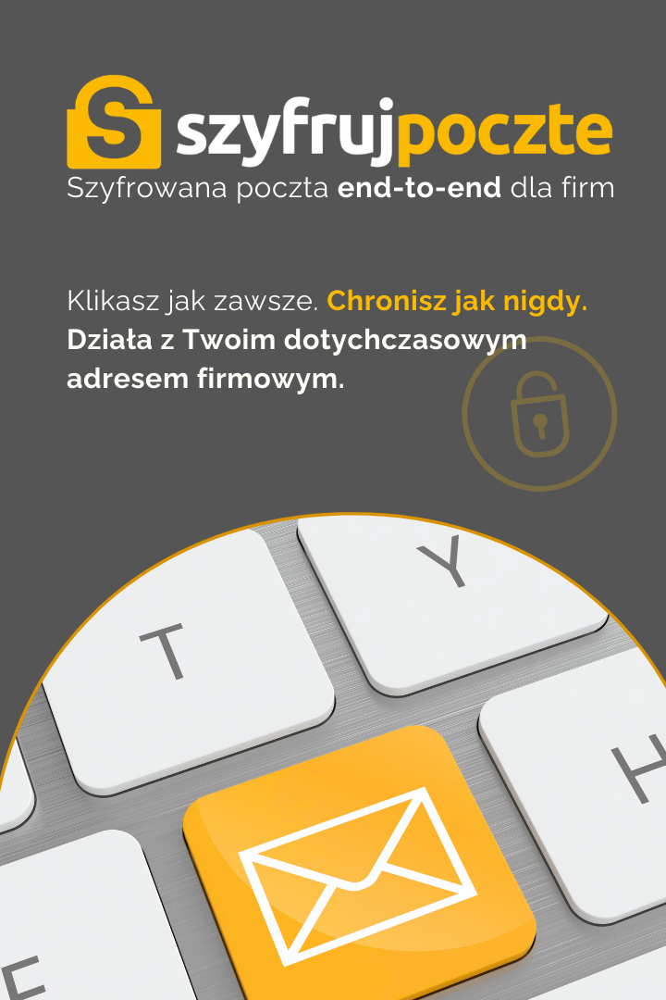 S szyfrujpoczte
Szyfrowana poczta end-to-end dla firm
Klikasz jak zawsze. Chronisz jak nigdy.
Działa z Twoim dotychczasowym
adresem firmowym.
T
Y
H
F